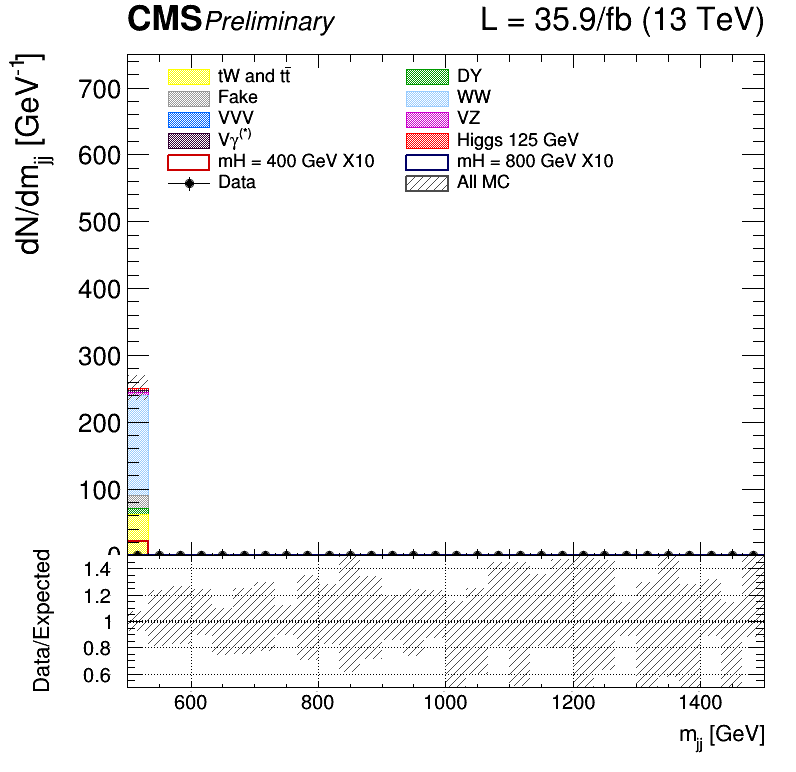 CMS Preliminary L = 35.9/fb (13 TeV)
dN/dm_jj [GeV^-1]
700
600
500
400
300
200
100
0
tW and tt̄ DY
Fake WW
VVV VZ
Vγ^(*) Higgs 125 GeV
mH = 400 GeV X10 mH = 800 GeV X10
Data All MC
Data/Expected
1.4
1.2
1
0.8
0.6
600 800 1000 1200 1400
m_jj [GeV]